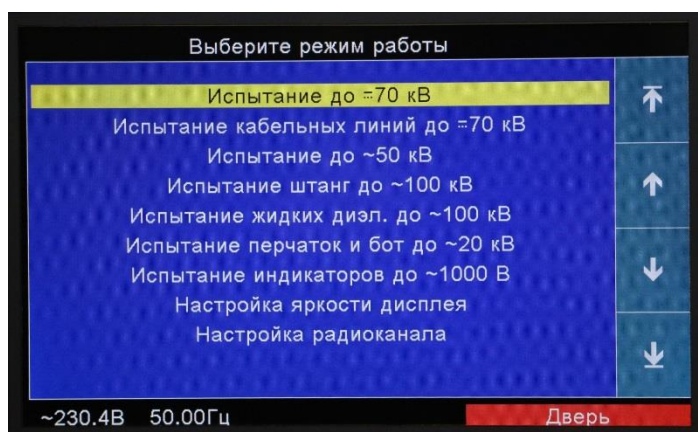 Выберите режим работы
Испытание до ⎓70 кВ
Испытание кабельных линий до ⎓70 кВ
Испытание до ~50 кВ
Испытание штанг до ~100 кВ
Испытание жидких диэл. до ~100 кВ
Испытание перчаток и бот до ~20 кВ
Испытание индикаторов до ~1000 В
Настройка яркости дисплея
Настройка радиоканала
~230.4В 50.00Гц Дверь